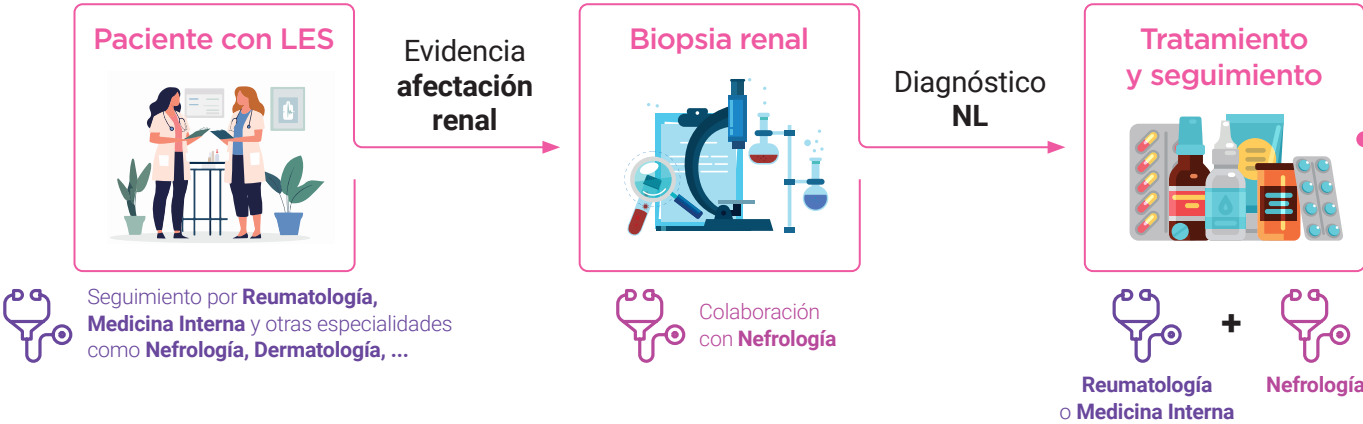 Paciente con LES
Evidencia
afectación
renal
Biopsia renal
Diagnóstico
NL
Tratamiento
y seguimiento
Seguimiento por Reumatología,
Medicina Interna y otras especialidades
como Nefrología, Dermatología, ...
Colaboración
con Nefrología
+
Reumatología
o Medicina Interna
Nefrología